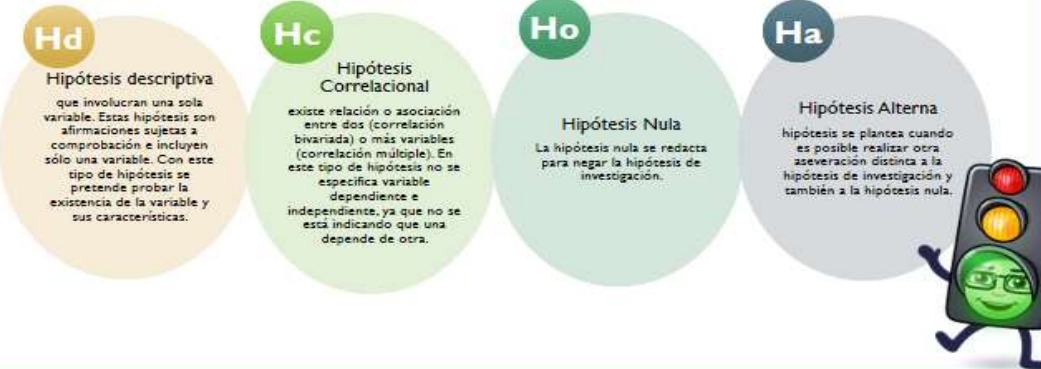 Hd
Hipótesis descriptiva
que involucran una sola
variable. Estas hipótesis son
afirmaciones sujetas a
comprobación e incluyen
sólo una variable. Con este
tipo de hipótesis se
pretende probar la
existencia de la variable y
sus características.
Hc
Hipótesis
Correlacional
existe relación o asociación
entre dos (correlación
bivariada) o más variables
(correlación múltiple). En
este tipo de hipótesis no se
especifica variable
dependiente e
independiente, ya que no se
está indicando que una
depende de otra.
Ho
Hipótesis Nula
La hipótesis nula se redacta
para negar la hipótesis de
investigación.
Ha
Hipótesis Alterna
hipótesis se plantea cuando
es posible realizar otra
aseveración distinta a la
hipótesis de investigación y
también a la hipótesis nula.